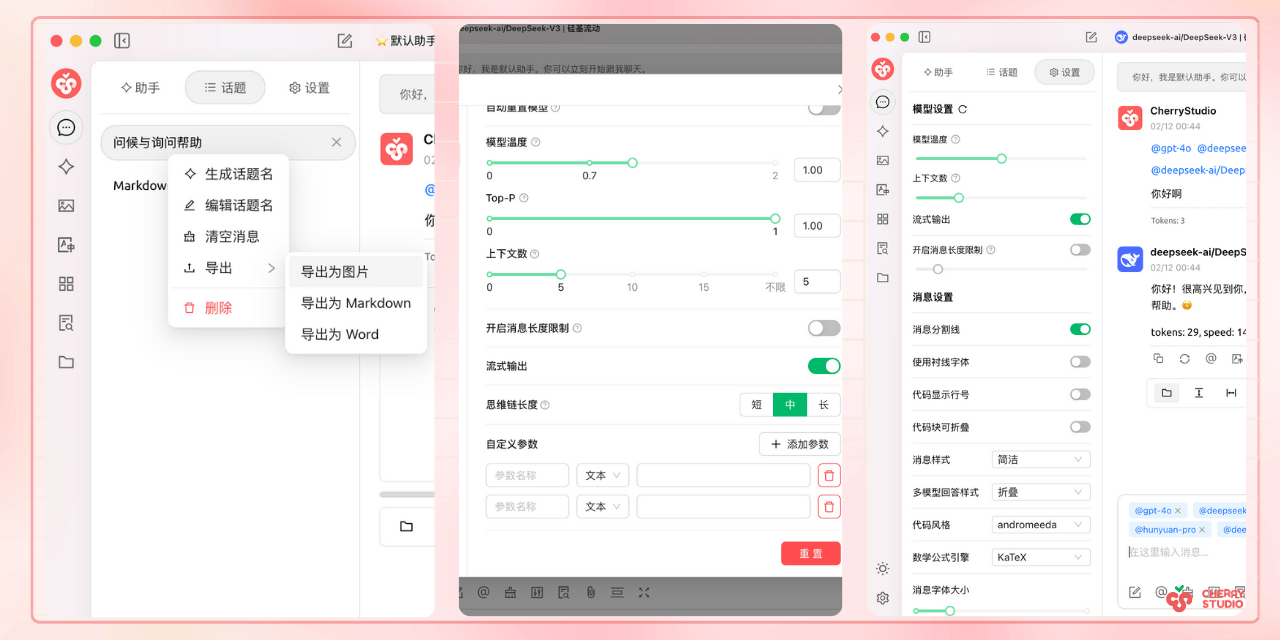 默认助手
助手
话题
设置
你好,
问候与询问帮助
Markdow
生成话题名
编辑话题名
清空消息
导出
删除
导出为图片
导出为 Markdown
导出为 Word
02
你
To
deepseek-ai/DeepSeek-V3 | 硅基流动
你好，我是默认助手。你可以立刻开始跟我聊天。
自动重置模型
模型温度
0
0.7
2
1.00
Top-P
0
1
1.00
上下文数
0
5
10
15
不限
5
开启消息长度限制
流式输出
思维链长度
短
中
长
自定义参数
添加参数
参数名称
文本
参数名称
文本
重置
deepseek-ai/DeepSeek-V3 |
助手
话题
设置
模型设置
模型温度
上下文数
流式输出
开启消息长度限制
消息设置
消息分割线
使用衬线字体
代码显示行号
代码块可折叠
消息样式
简洁
多模型回答样式
折叠
代码风格
andromeeda
数学公式引擎
KaTeX
消息字体大小
你好，我是默认助手。你可以
CherryStudio
02/12 00:44
@gpt-4o @deepsee
@deepseek-ai/Deep
你好啊
Tokens: 3
deepseek-ai/DeepS
02/12 00:44
你好！很高兴见到你,
帮助。
tokens: 29, speed: 14
@gpt-4o
@deepseek
@hunyuan-pro
@dee
在这里输入消息...
CHERRY
STUDIO